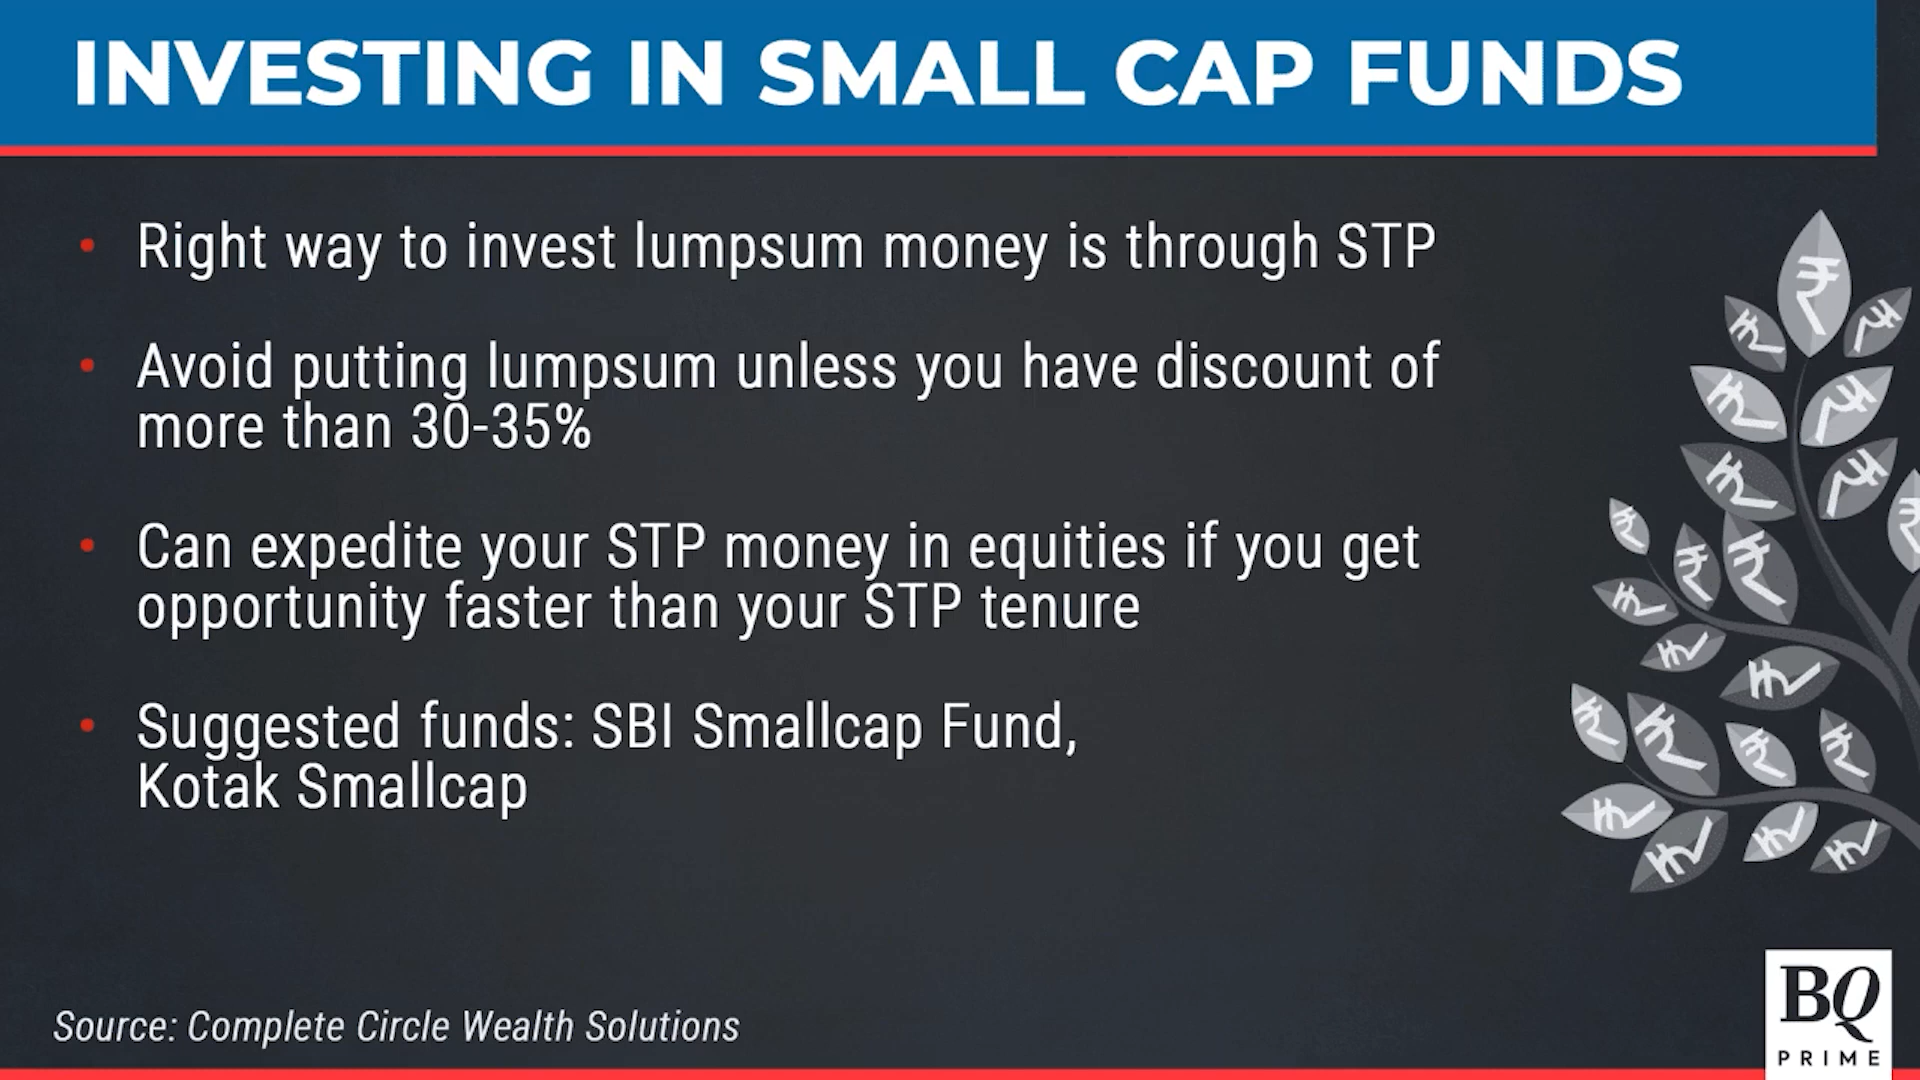 INVESTING IN SMALL CAP FUNDS
• Right way to invest lumpsum money is through STP
• Avoid putting lumpsum unless you have discount of
more than 30-35%
• Can expedite your STP money in equities if you get
opportunity faster than your STP tenure
• Suggested funds: SBI Smallcap Fund,
Kotak Smallcap
Source: Complete Circle Wealth Solutions
BQ
PRIME